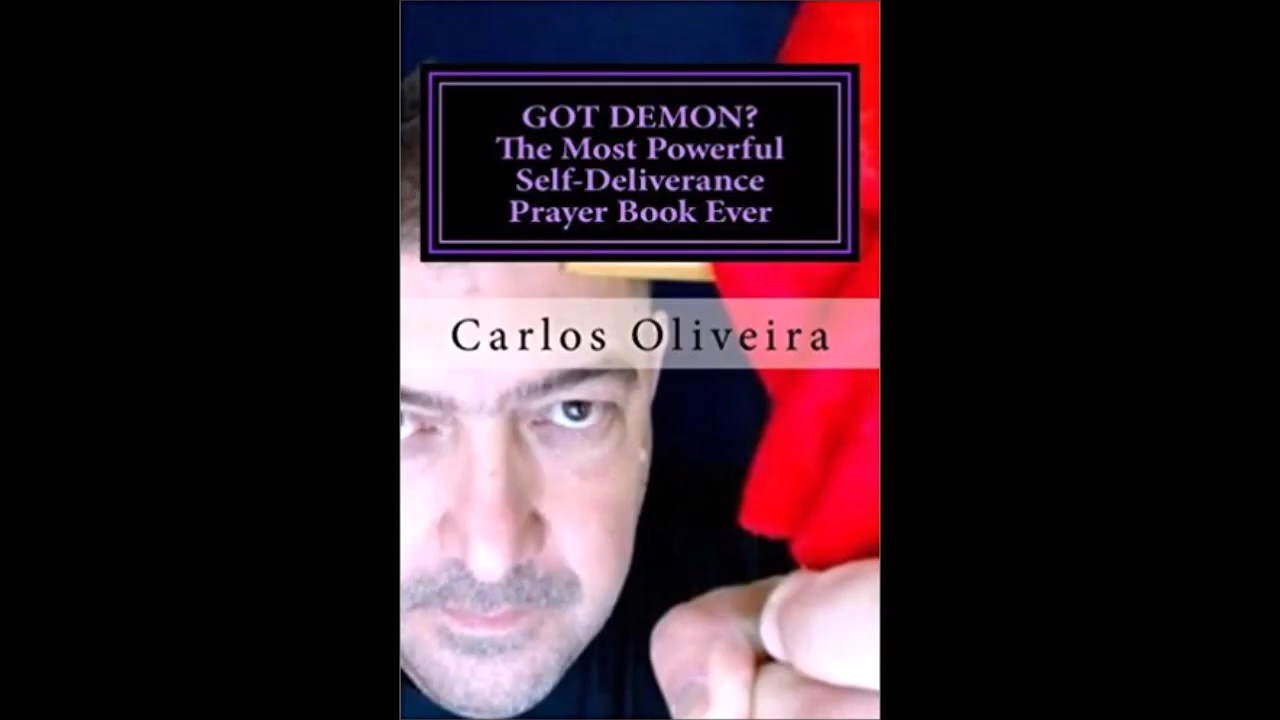 GOT DEMON?
The Most Powerful
Self-Deliverance
Prayer Book Ever
Carlos Oliveira